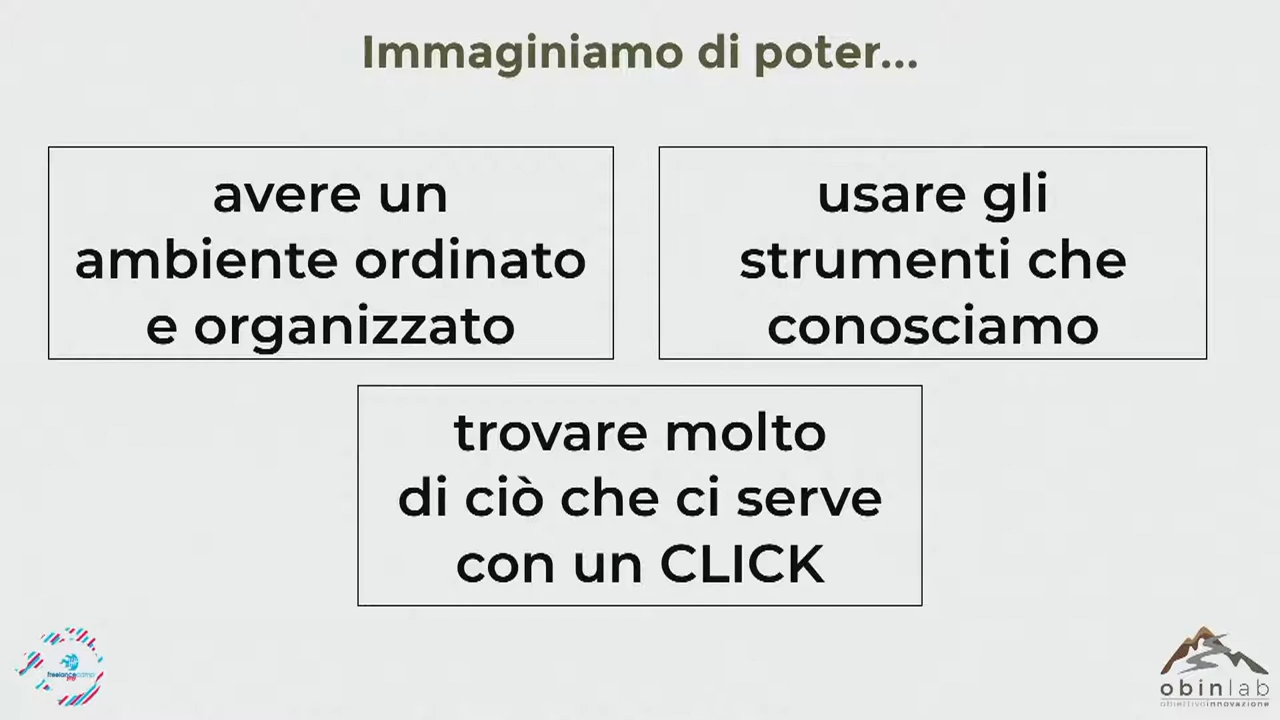 Immaginiamo di poter...
avere un
ambiente ordinato
e organizzato
usare gli
strumenti che
conosciamo
trovare molto
di ciò che ci serve
con un CLICK
freelancecamp
obinlab
obiettivoinnovazione